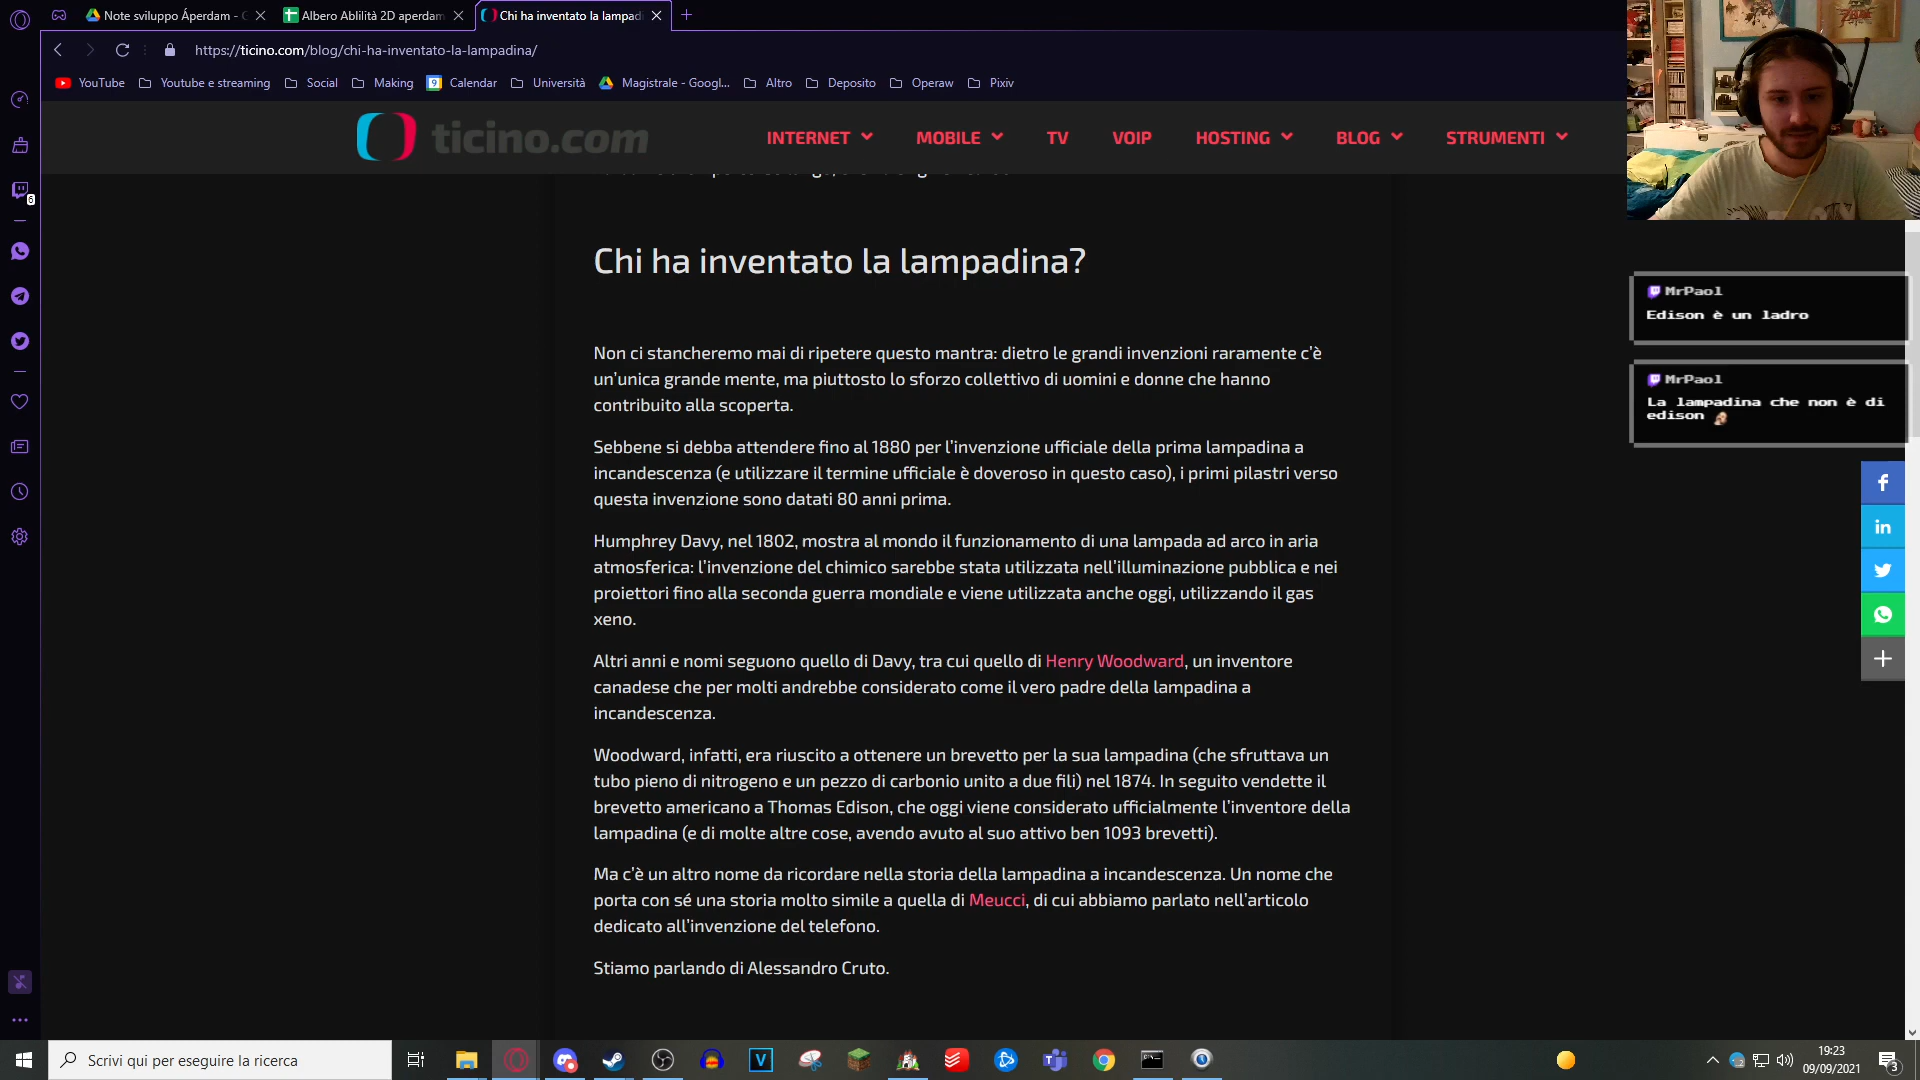 Note sviluppo Áperdam - G
Albero Ablilità 2D aperdam
Chi ha inventato la lampadi
https://ticino.com/blog/chi-ha-inventato-la-lampadina/
YouTube
Youtube e streaming
Social
Making
Calendar
Università
Magistrale - Googl...
Altro
Deposito
Operaw
Pixiv
ticino.com
INTERNET
MOBILE
TV
VOIP
HOSTING
BLOG
STRUMENTI
6
MrPaol
Edison è un ladro
MrPaol
La lampadina che non è di
edison
Chi ha inventato la lampadina?
Non ci stancheremo mai di ripetere questo mantra: dietro le grandi invenzioni raramente c’è
un’unica grande mente, ma piuttosto lo sforzo collettivo di uomini e donne che hanno
contribuito alla scoperta.
Sebbene si debba attendere fino al 1880 per l’invenzione ufficiale della prima lampadina a
incandescenza (e utilizzare il termine ufficiale è doveroso in questo caso), i primi pilastri verso
questa invenzione sono datati 80 anni prima.
Humphrey Davy, nel 1802, mostra al mondo il funzionamento di una lampada ad arco in aria
atmosferica: l’invenzione del chimico sarebbe stata utilizzata nell’illuminazione pubblica e nei
proiettori fino alla seconda guerra mondiale e viene utilizzata anche oggi, utilizzando il gas
xeno.
Altri anni e nomi seguono quello di Davy, tra cui quello di Henry Woodward, un inventore
canadese che per molti andrebbe considerato come il vero padre della lampadina a
incandescenza.
Woodward, infatti, era riuscito a ottenere un brevetto per la sua lampadina (che sfruttava un
tubo pieno di nitrogeno e un pezzo di carbonio unito a due fili) nel 1874. In seguito vendette il
brevetto americano a Thomas Edison, che oggi viene considerato ufficialmente l’inventore della
lampadina (e di molte altre cose, avendo avuto al suo attivo ben 1093 brevetti).
Ma c’è un altro nome da ricordare nella storia della lampadina a incandescenza. Un nome che
porta con sé una storia molto simile a quella di Meucci, di cui abbiamo parlato nell’articolo
dedicato all’invenzione del telefono.
Stiamo parlando di Alessandro Cruto.
Scrivi qui per eseguire la ricerca
19:23
09/09/2021
3